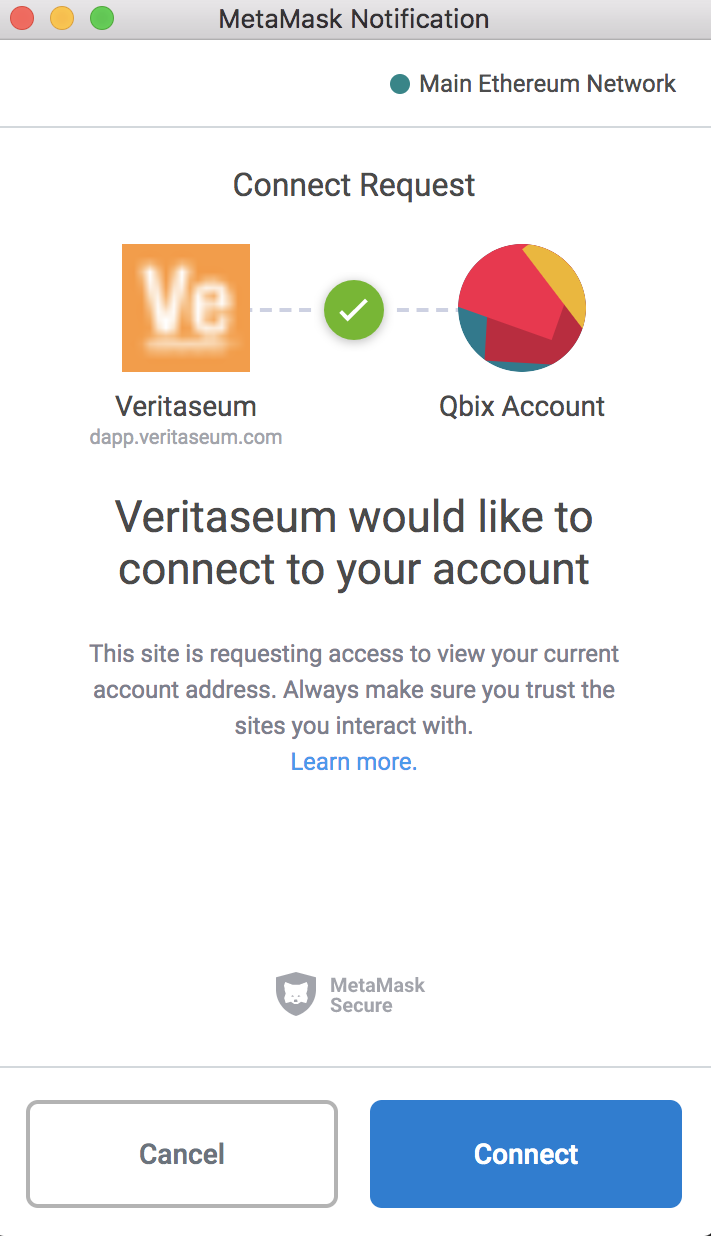 MetaMask Notification
Main Ethereum Network
Connect Request
Ve
Veritaseum
dapp.veritaseum.com
Qbix Account
Veritaseum would like to
connect to your account
This site is requesting access to view your current
account address. Always make sure you trust the
sites you interact with.
Learn more.
MetaMask
Secure
Cancel
Connect